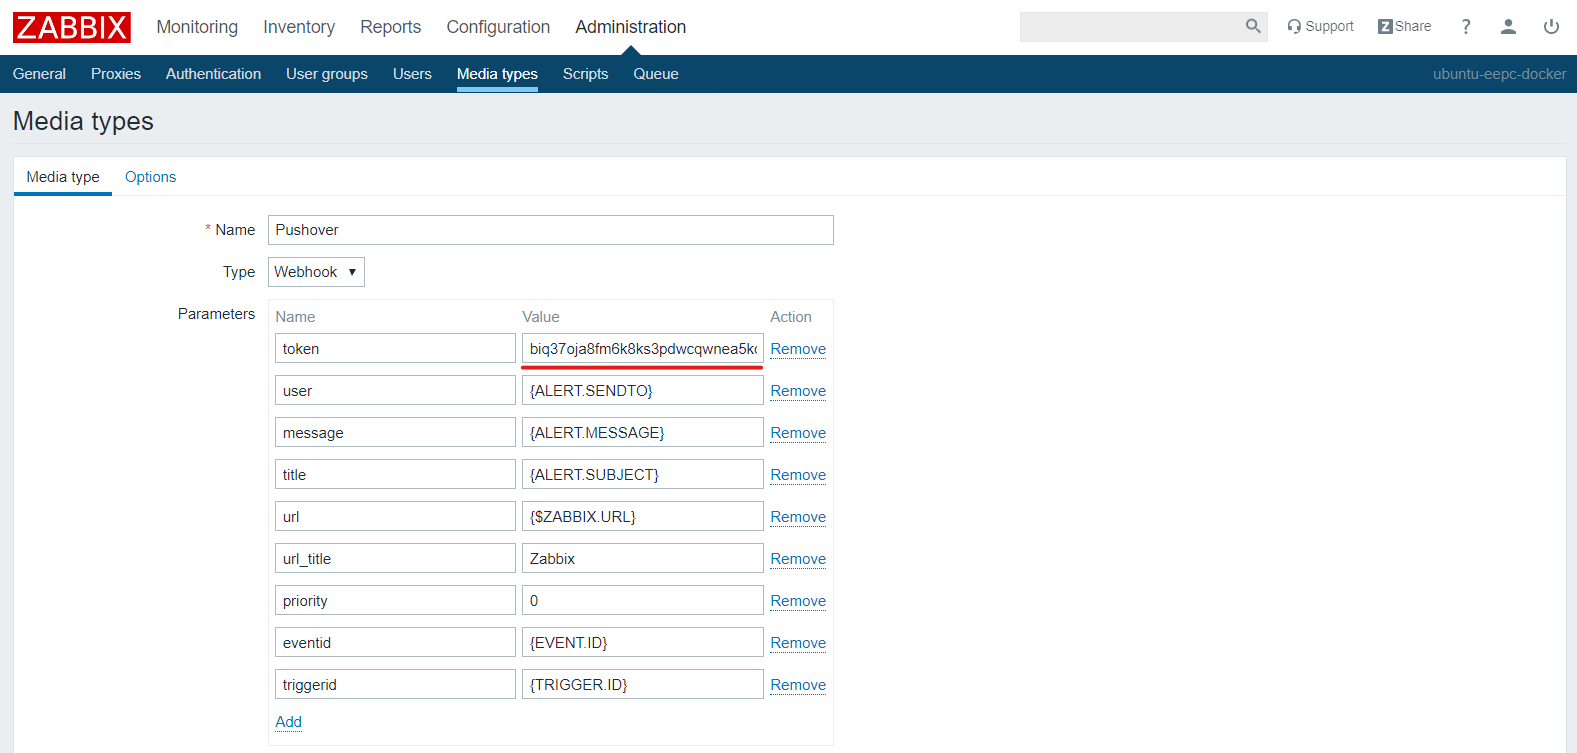 ZABBIX Monitoring Inventory Reports Configuration Administration Support Z Share ?
General Proxies Authentication User groups Users Media types Scripts Queue ubuntu-eepc-docker
Media types
Media type Options
* Name Pushover
Type Webhook ▼
Parameters Name Value Action
token biq37oja8fm6k8ks3pdwcqwnea5k Remove
user {ALERT.SENDTO} Remove
message {ALERT.MESSAGE} Remove
title {ALERT.SUBJECT} Remove
url {$ZABBIX.URL} Remove
url_title Zabbix Remove
priority 0 Remove
eventid {EVENT.ID} Remove
triggerid {TRIGGER.ID} Remove
Add